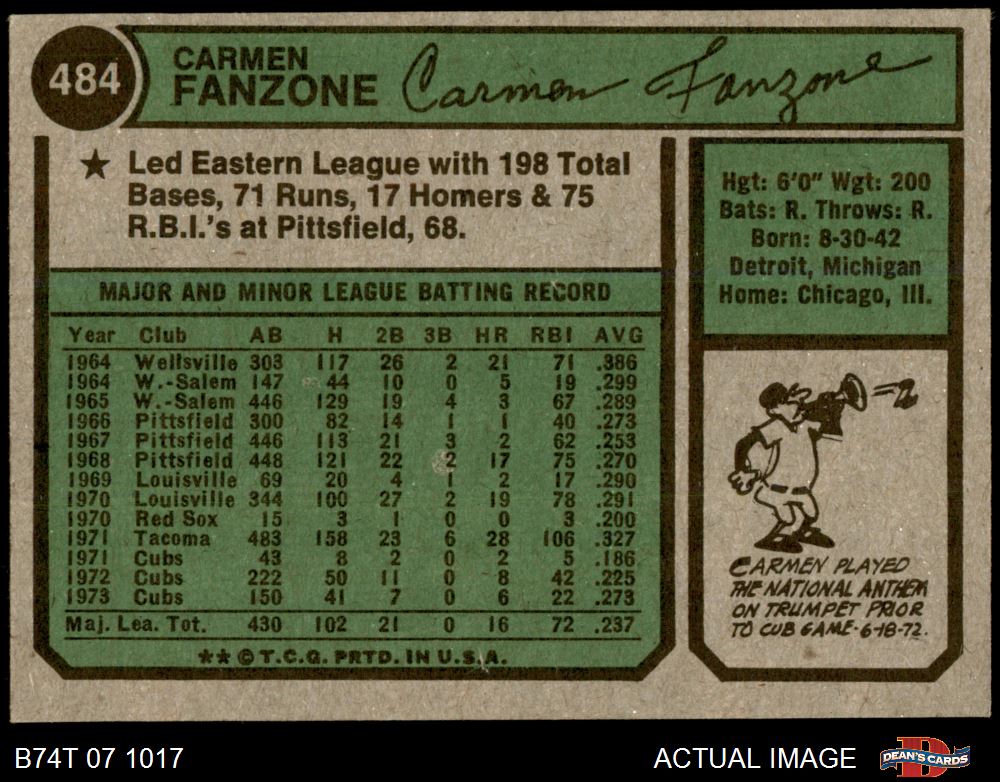 484
CARMEN
FANZONE
Carmen Fanzone
★ Led Eastern League with 198 Total
Bases, 71 Runs, 17 Homers & 75
R.B.I.'s at Pittsfield, 68.
Hgt: 6'0" Wgt: 200
Bats: R. Throws: R.
Born: 8-30-42
Detroit, Michigan
Home: Chicago, Ill.
MAJOR AND MINOR LEAGUE BATTING RECORD
Year Club AB H 2B 3B HR RBI AVG
1964 Wellsville 303 117 26 2 21 71 .386
1964 W.-Salem 147 44 10 0 5 19 .299
1965 W.-Salem 446 129 19 4 3 67 .289
1966 Pittsfield 300 82 14 1 1 40 .273
1967 Pittsfield 446 113 21 3 2 62 .253
1968 Pittsfield 448 121 22 2 17 75 .270
1969 Louisville 69 20 4 1 2 17 .290
1970 Louisville 344 100 27 2 19 78 .291
1970 Red Sox 15 3 1 0 0 3 .200
1971 Tacoma 483 158 23 6 28 106 .327
1971 Cubs 43 8 2 0 2 5 .186
1972 Cubs 222 50 11 0 8 42 .225
1973 Cubs 150 41 7 0 6 22 .273
Maj. Lea. Tot. 430 102 21 0 16 72 .237
★★ © T.C.G. PRTD. IN U.S.A.
CARMEN PLAYED
THE NATIONAL ANTHEM
ON TRUMPET PRIOR
TO CUB GAME-6-18-72.
B74T 07 1017
ACTUAL IMAGE
DEAN'S CARDS